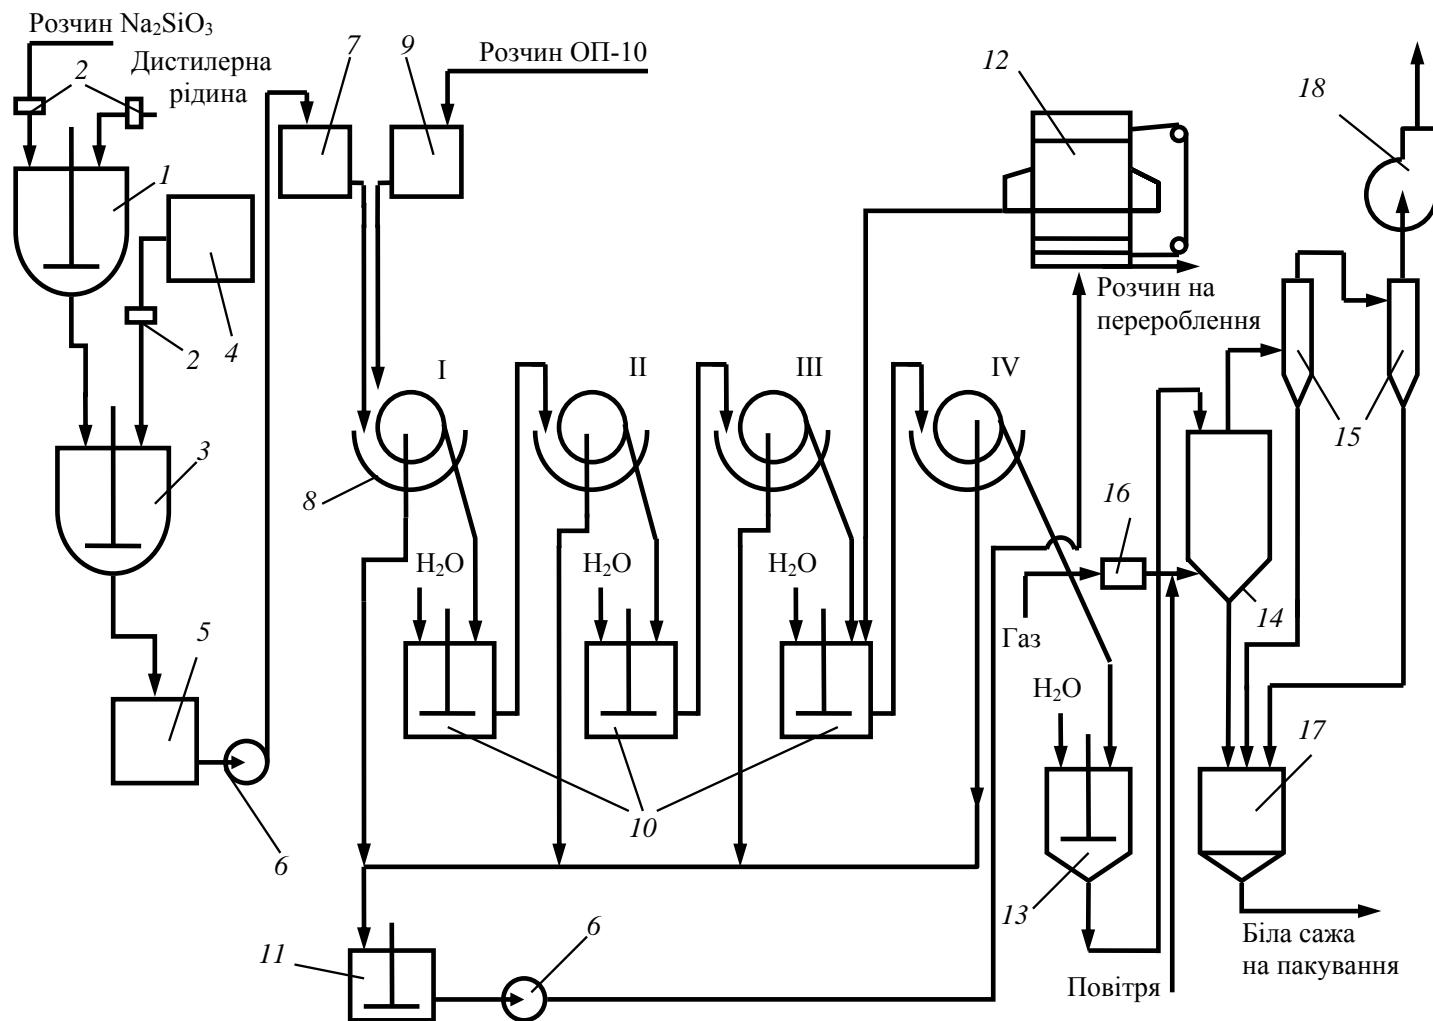 Розчин Na₂SiO₃
Дистилерна
рідина
2
7
9
Розчин ОП-10
12
18
1
4
2
Розчин на
перероблення
I
II
III
IV
15
3
8
16
H₂O
H₂O
H₂O
14
Газ
5
H₂O
17
10
6
13
6
11
Біла сажа
на пакування
Повітря